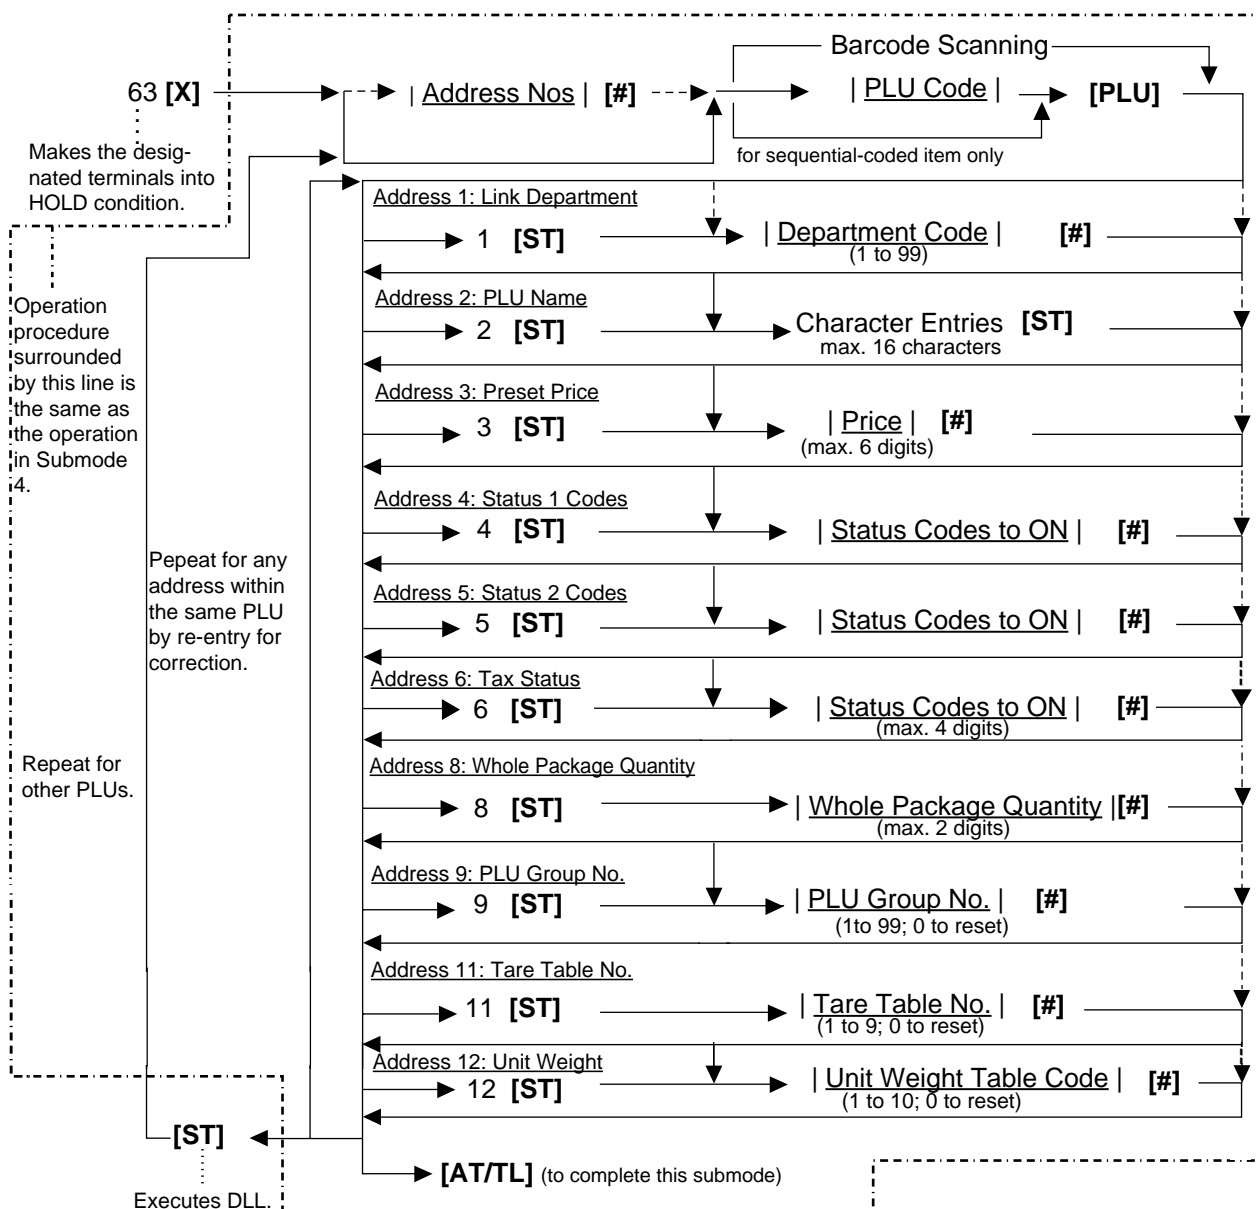 Barcode Scanning
63 [X]
| Address Nos | [#]
| PLU Code |
[PLU]
for sequential-coded item only
Makes the desig-
nated terminals into
HOLD condition.
Address 1: Link Department
1 [ST]
| Department Code | [#]
(1 to 99)
Operation
procedure
surrounded
by this line is
the same as
the operation
in Submode
4.
Address 2: PLU Name
2 [ST]
Character Entries [ST]
max. 16 characters
Address 3: Preset Price
3 [ST]
| Price | [#]
(max. 6 digits)
Address 4: Status 1 Codes
4 [ST]
| Status Codes to ON | [#]
Pepeat for any
address within
the same PLU
by re-entry for
correction.
Address 5: Status 2 Codes
5 [ST]
| Status Codes to ON | [#]
Address 6: Tax Status
6 [ST]
| Status Codes to ON | [#]
(max. 4 digits)
Repeat for
other PLUs.
Address 8: Whole Package Quantity
8 [ST]
| Whole Package Quantity |[#]
(max. 2 digits)
Address 9: PLU Group No.
9 [ST]
| PLU Group No. | [#]
(1to 99; 0 to reset)
Address 11: Tare Table No.
11 [ST]
| Tare Table No. | [#]
(1 to 9; 0 to reset)
Address 12: Unit Weight
12 [ST]
| Unit Weight Table Code | [#]
(1 to 10; 0 to reset)
[ST]
[AT/TL] (to complete this submode)
Executes DLL.